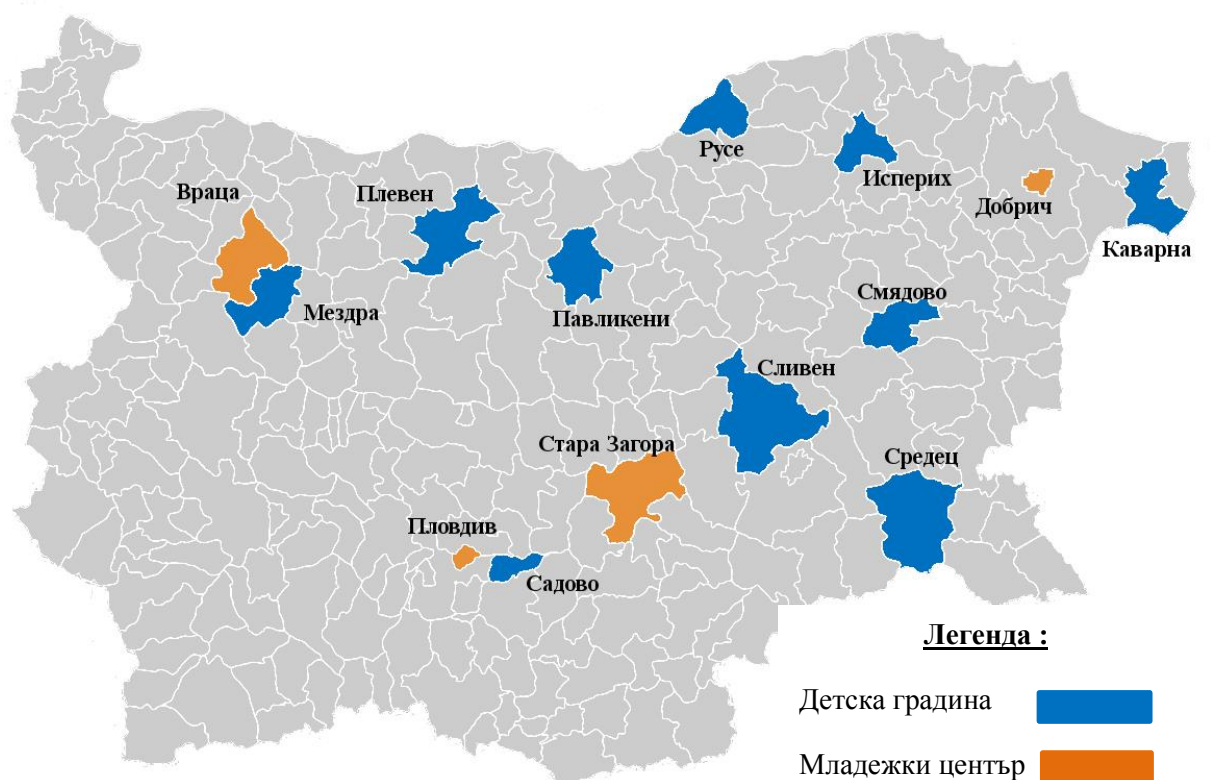 Русе
Исперих
Враца
Плевен
Добрич
Каварна
Мездра
Павликени
Смядово
Сливен
Стара Загора
Средец
Пловдив
Садово
Легенда :
Детска градина
Младежки център